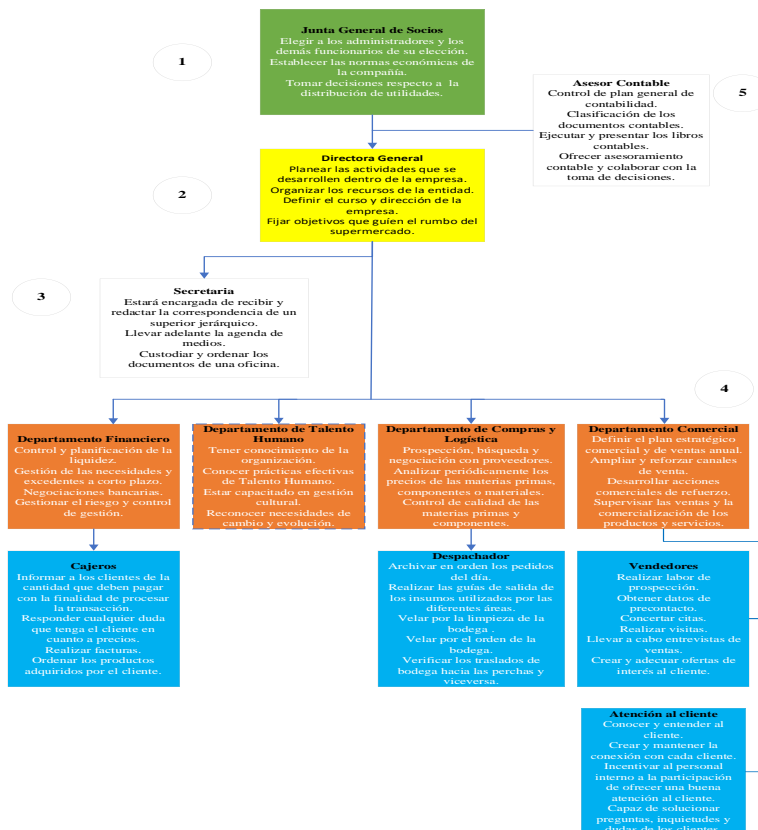 1
Junta General de Socios
Elegir a los administradores y los
demás funcionarios de su elección.
Establecer las normas económicas de
la compañía.
Tomar decisiones respecto a la
distribución de utilidades.
5
Asesor Contable
Control de plan general de
contabilidad.
Clasificación de los
documentos contables.
Ejecutar y presentar los libros
contables.
Ofrecer asesoramiento
contable y colaborar con la
toma de decisiones.
2
Directora General
Planear las actividades que se
desarrollen dentro de la empresa.
Organizar los recursos de la entidad.
Definir el curso y dirección de la
empresa.
Fijar objetivos que guíen el rumbo del
supermercado.
3
Secretaria
Estará encargada de recibir y
redactar la correspondencia de un
superior jerárquico.
Llevar adelante la agenda de
medios.
Custodiar y ordenar los
documentos de una oficina.
4
Departamento Financiero
Control y planificación de la
liquidez.
Gestión de las necesidades y
excedentes a corto plazo.
Negociaciones bancarias.
Gestionar el riesgo y control
de gestión.
Departamento de Talento
Humano
Tener conocimiento de la
organización.
Conocer prácticas efectivas
de Talento Humano.
Estar capacitado en gestión
cultural.
Reconocer necesidades de
cambio y evolución.
Departamento de Compras y
Logística
Prospección, búsqueda y
negociación con proveedores.
Analizar periódicamente los
precios de las materias primas,
componentes o materiales.
Control de calidad de las
materias primas y
componentes.
Departamento Comercial
Definir el plan estratégico
comercial y de ventas anual.
Ampliar y reforzar canales
de venta.
Desarrollar acciones
comerciales de refuerzo.
Supervisar las ventas y la
comercialización de los
productos y servicios.
Cajeros
Informar a los clientes de la
cantidad que deben pagar
con la finalidad de procesar
la transacción.
Responder cualquier duda
que tenga el cliente en
cuanto a precios.
Realizar facturas.
Ordenar los productos
adquiridos por el cliente.
Despachador
Archivar en orden los pedidos
del día.
Realizar las guías de salida de
los insumos utilizados por las
diferentes áreas.
Velar por la limpieza de la
bodega .
Velar por el orden de la
bodega.
Verificar los traslados de
bodega hacia las perchas y
viceversa.
Vendedores
Realizar labor de
prospección.
Obtener datos de
precontacto.
Concertar citas.
Realizar visitas.
Llevar a cabo entrevistas de
ventas.
Crear y adecuar ofertas de
interés al cliente.
Atención al cliente
Conocer y entender al
cliente.
Crear y mantener la
conexión con cada cliente.
Incentivar al personal
interno a la participación
de ofrecer una buena
atención al cliente.
Capaz de solucionar
preguntas, inquietudes y
dudas de los clientes.